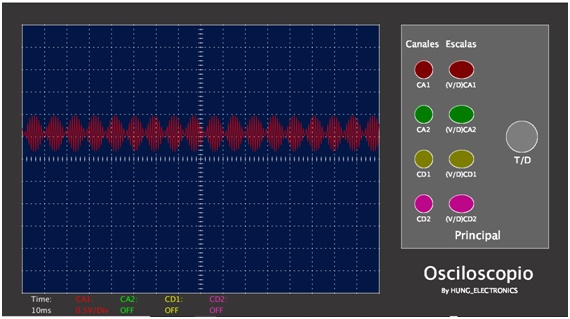 Canales Escalas
CA1 (V/D)CA1
CA2 (V/D)CA2
T/D
CD1 (V/D)CD1
CD2 (V/D)CD2
Principal
Osciloscopio
By HUNG_ELECTRONICS
Time: CA1: CA2: CD1: CD2:
10ms 0.5V/Div OFF OFF OFF